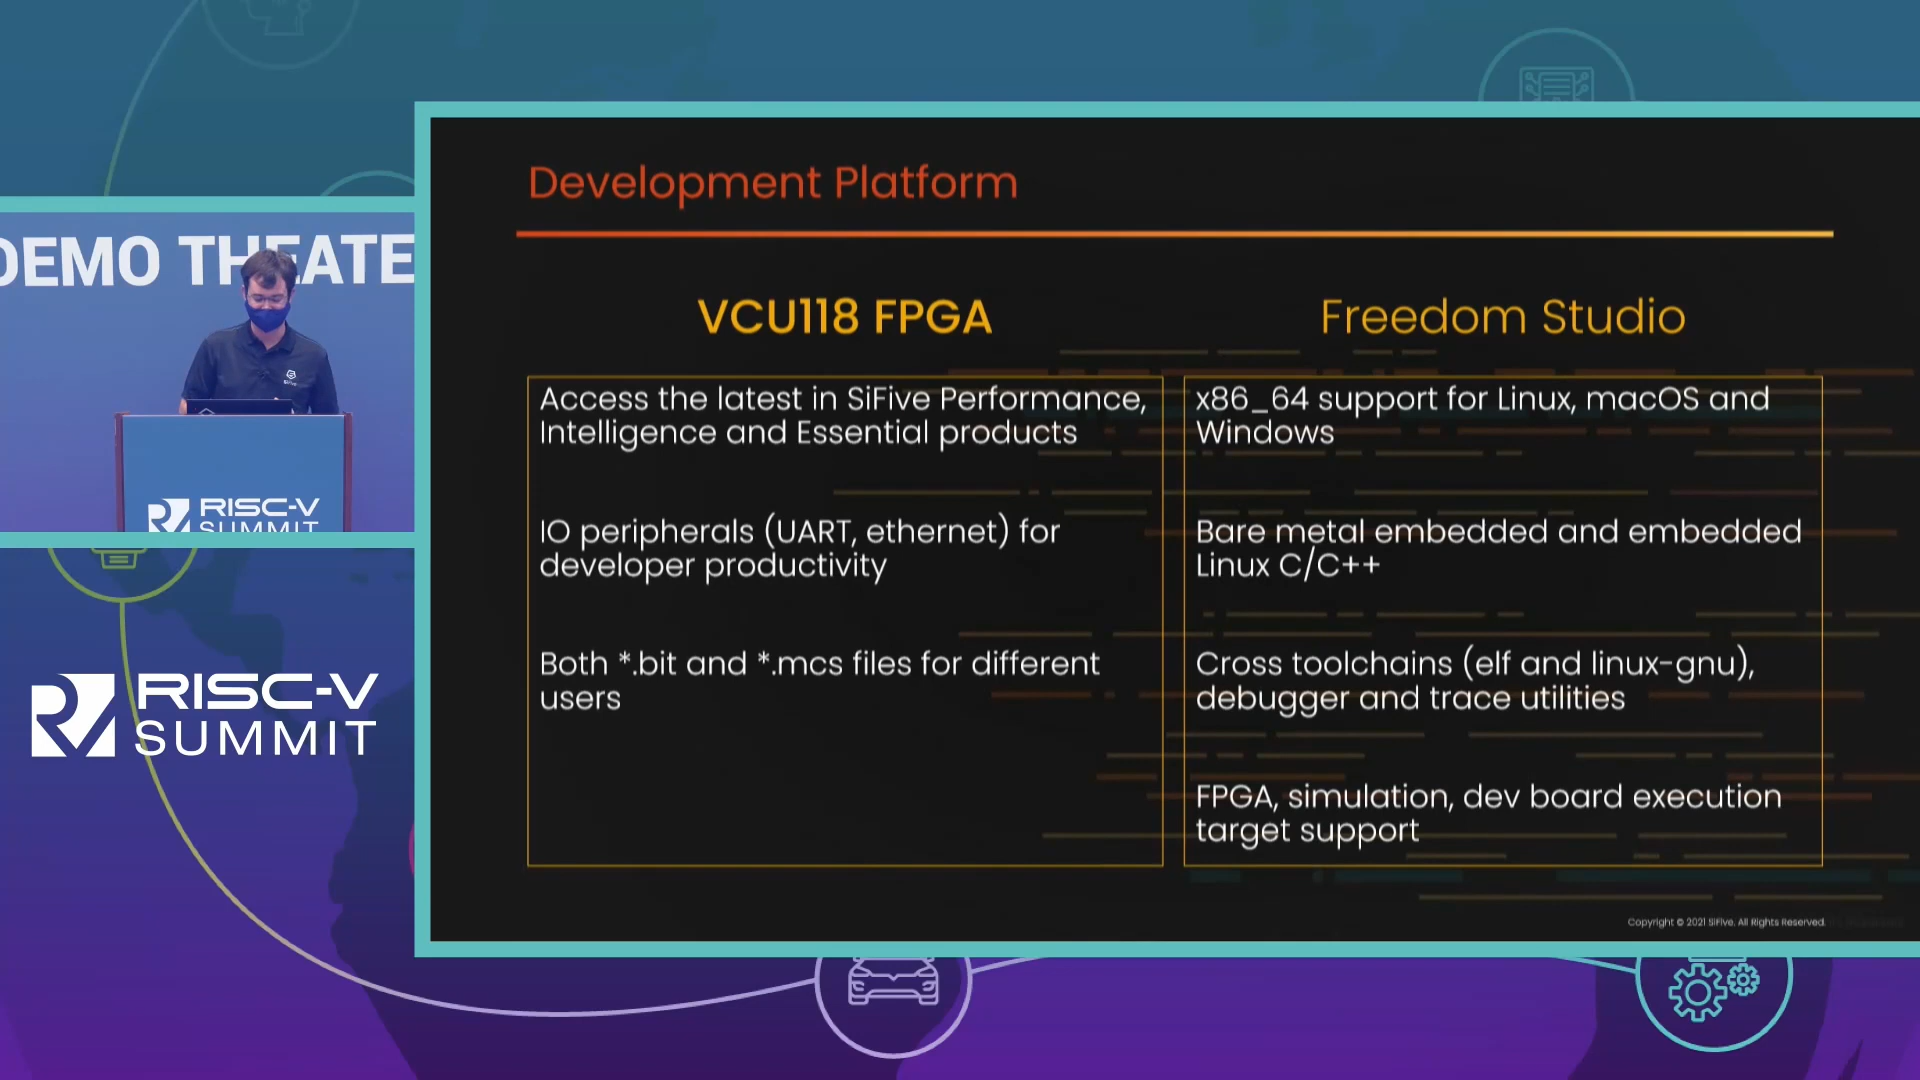 Development Platform
VCU118 FPGA
Access the latest in SiFive Performance,
Intelligence and Essential products
IO peripherals (UART, ethernet) for
developer productivity
Both *.bit and *.mcs files for different
users
Freedom Studio
x86_64 support for Linux, macOS and
Windows
Bare metal embedded and embedded
Linux C/C++
Cross toolchains (elf and linux-gnu),
debugger and trace utilities
FPGA, simulation, dev board execution
target support
Copyright © 2021 SiFive. All Rights Reserved.
DEMO THEATE
SiFive
RISC-V
SUMMIT
RISC-V
SUMMIT